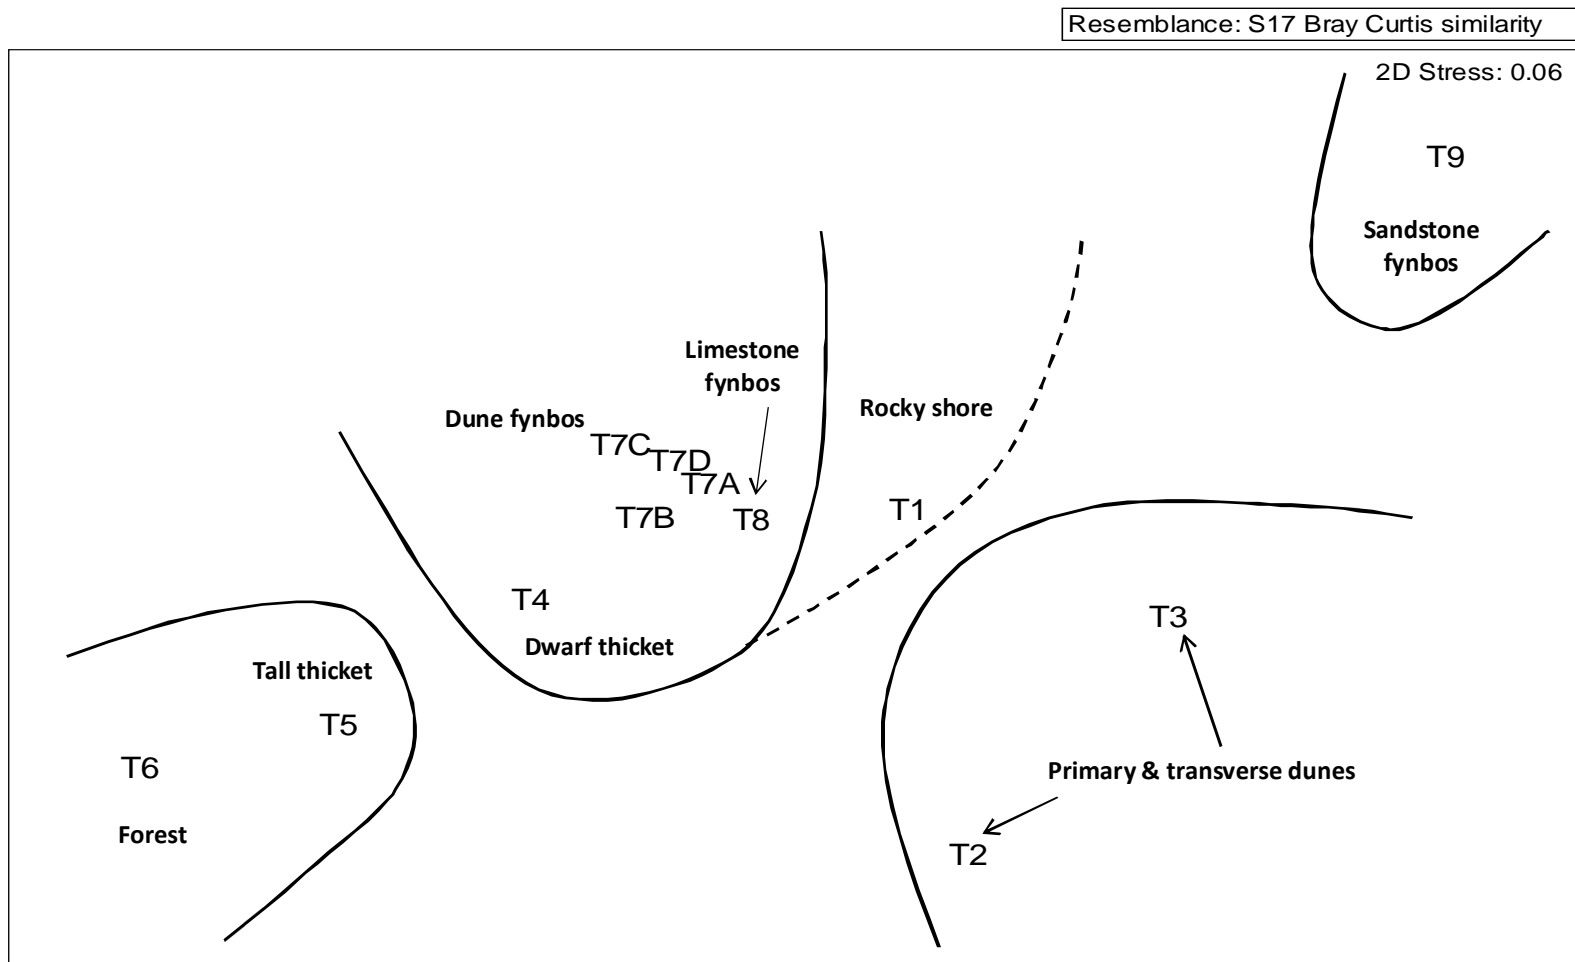 Resemblance: S17 Bray Curtis similarity
2D Stress: 0.06
T9
Sandstone
fynbos
Limestone
fynbos
Dune fynbos
Rocky shore
T7C
T7D
T7A
T7B
T8
T1
T4
Dwarf thicket
T3
Tall thicket
T5
T6
Primary & transverse dunes
Forest
T2